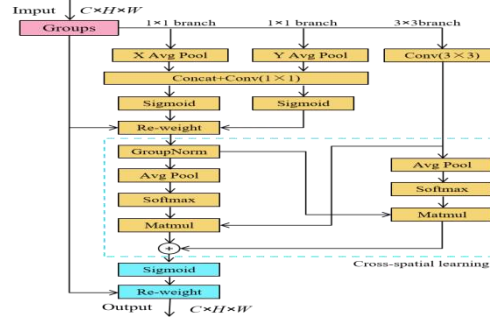 Imput C×H×W
Groups
1×1 branch
1×1 branch
3×3branch
X Avg Pool
Y Avg Pool
Conv(3×3)
Concat+Conv(1×1)
Sigmoid
Sigmoid
Re-weight
GroupNorm
Avg Pool
Avg Pool
Softmax
Softmax
Matmul
Matmul
+
Cross-spatial learning
Sigmoid
Re-weight
Output C×H×W